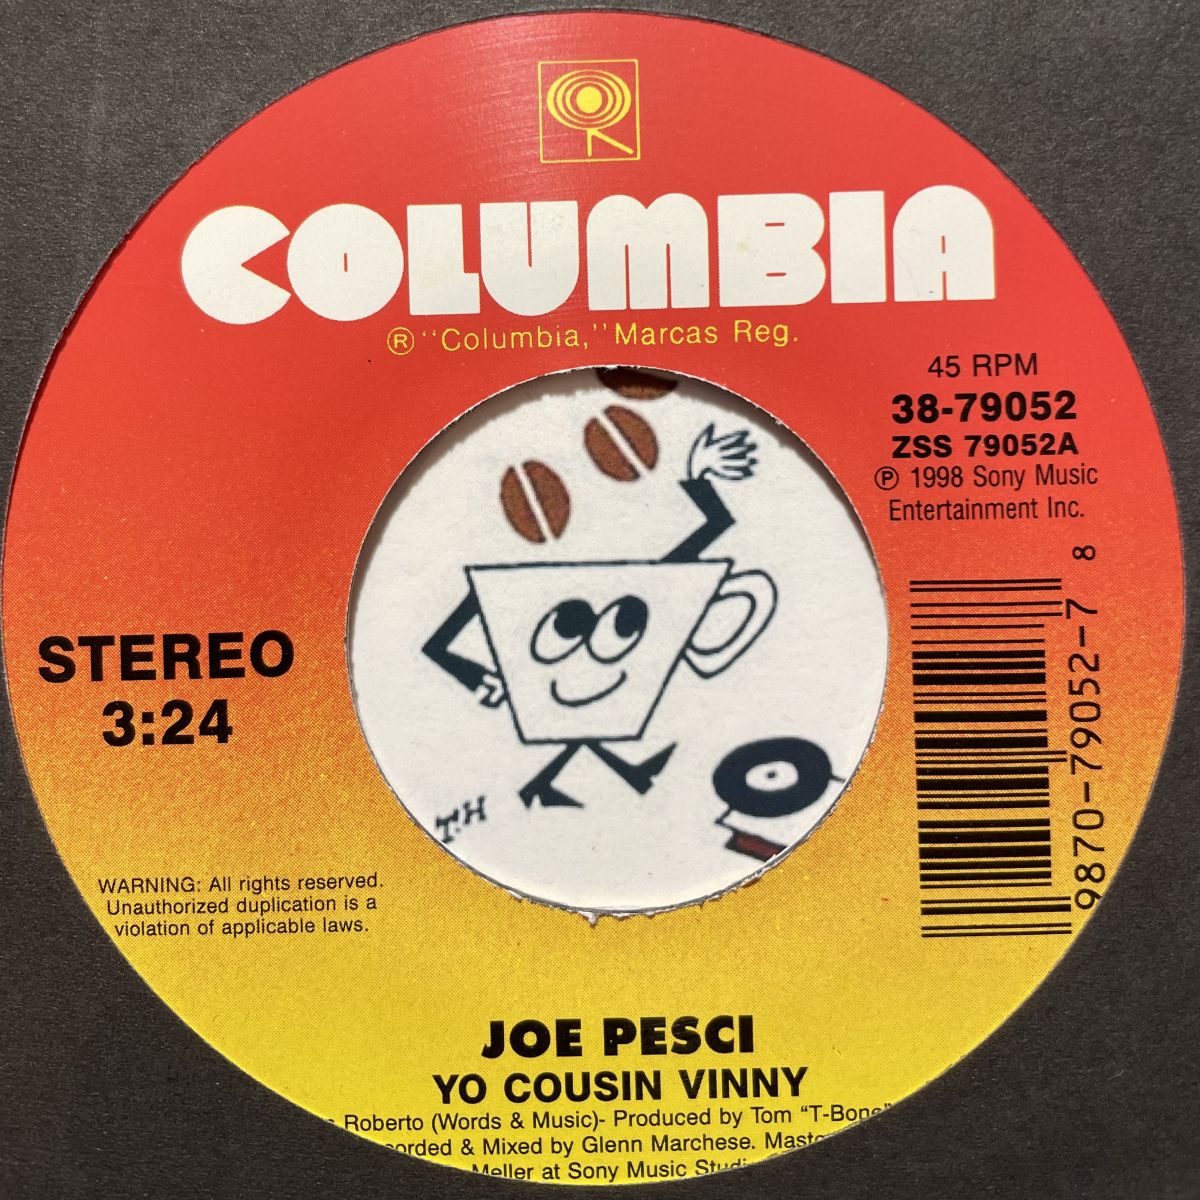 COLUMBIA
® "Columbia," Marcas Reg.
45 RPM
38-79052
ZSS 79052A
℗ 1998 Sony Music
Entertainment Inc.
STEREO
3:24
9870-79052-7 8
T.H
WARNING: All rights reserved.
Unauthorized duplication is a
violation of applicable laws.
JOE PESCI
YO COUSIN VINNY
Roberto (Words & Music)- Produced by Tom "T-Bone"
& Mixed by Glenn Marchese.
Meller at Sony Music